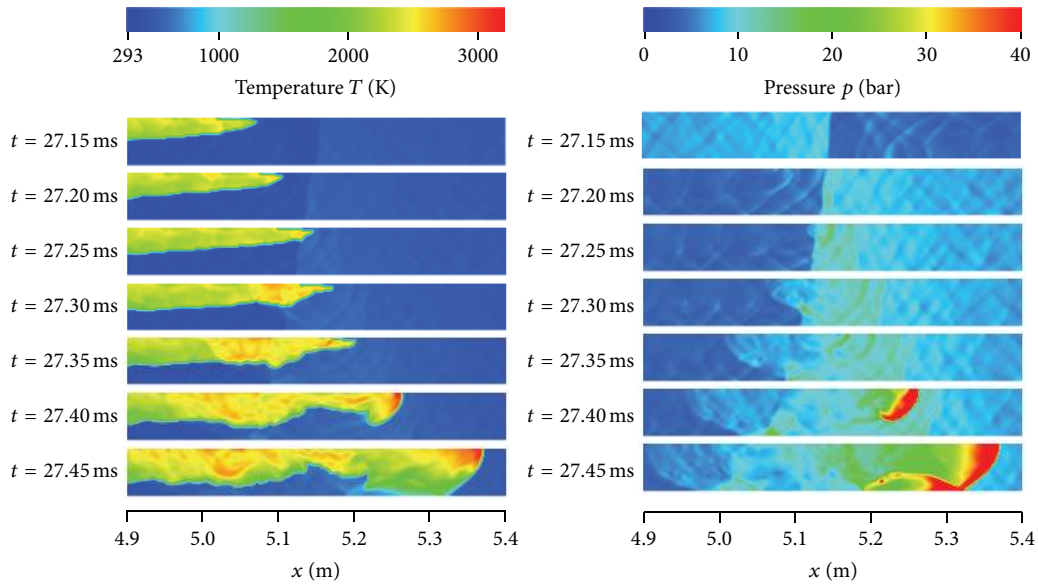 293 1000 2000 3000
Temperature T (K)
t = 27.15 ms
t = 27.20 ms
t = 27.25 ms
t = 27.30 ms
t = 27.35 ms
t = 27.40 ms
t = 27.45 ms
4.9 5.0 5.1 5.2 5.3 5.4
x (m)
0 10 20 30 40
Pressure p (bar)
t = 27.15 ms
t = 27.20 ms
t = 27.25 ms
t = 27.30 ms
t = 27.35 ms
t = 27.40 ms
t = 27.45 ms
4.9 5.0 5.1 5.2 5.3 5.4
x (m)